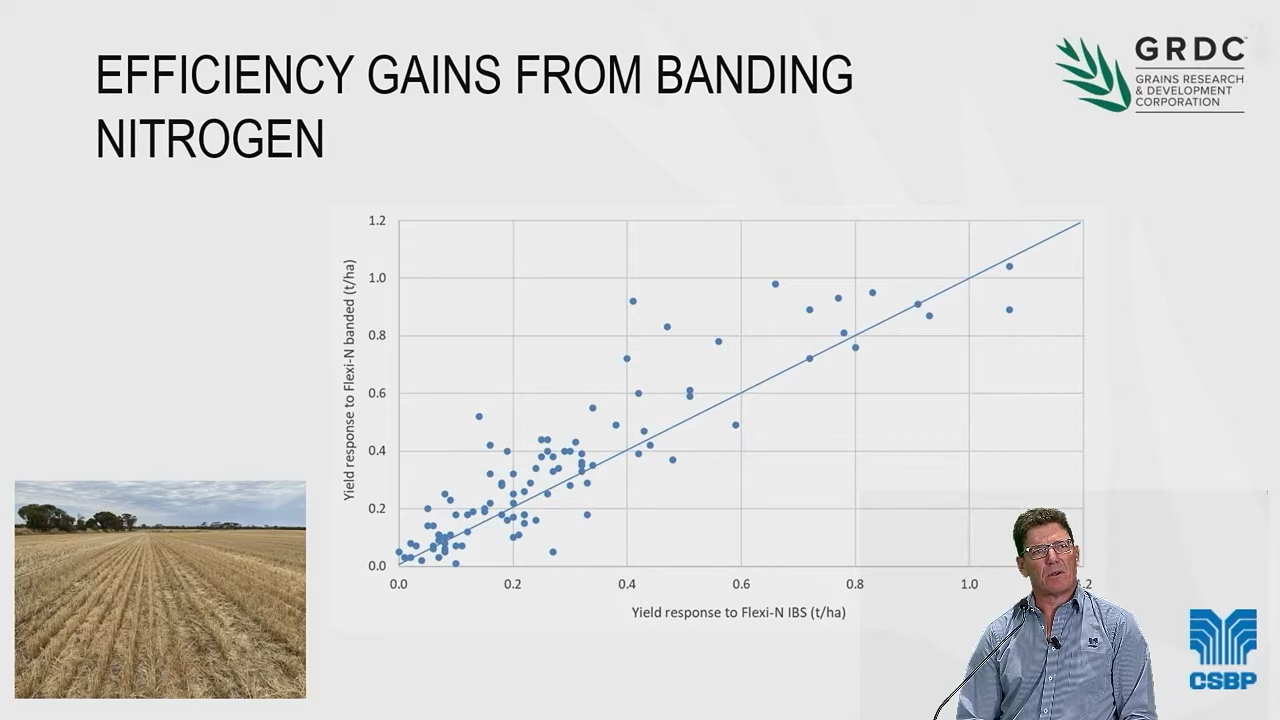 EFFICIENCY GAINS FROM BANDING
NITROGEN
GRDC
GRAINS RESEARCH
& DEVELOPMENT
CORPORATION
Yield response to Flexi-N banded (t/ha)
1.2
1.0
0.8
0.6
0.4
0.2
0.0
0.0 0.2 0.4 0.6 0.8 1.0 .2
Yield response to Flexi-N IBS (t/ha)
CSBP